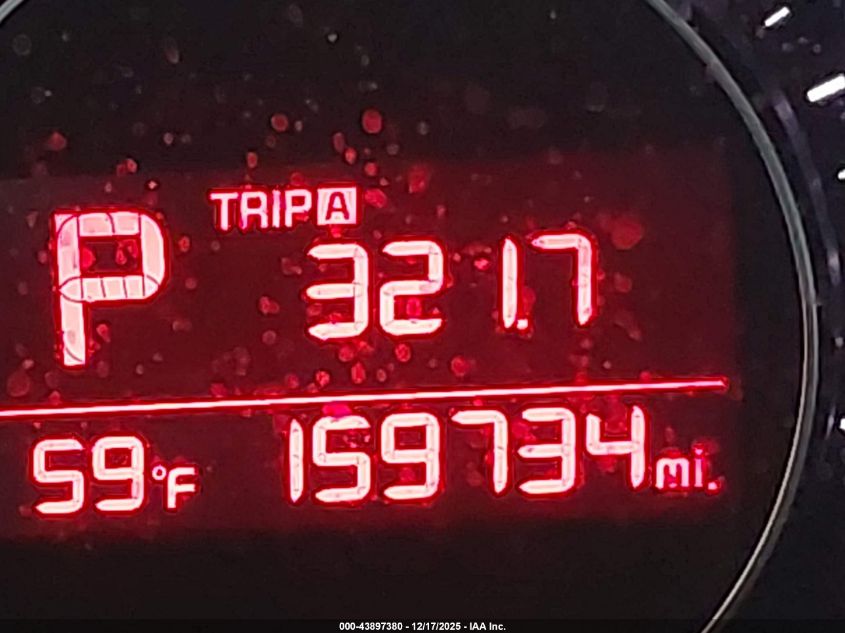 P
TRIP A
321.7
59°F 159734 mi.
000-43897380 - 12/17/2025 - IAA Inc.